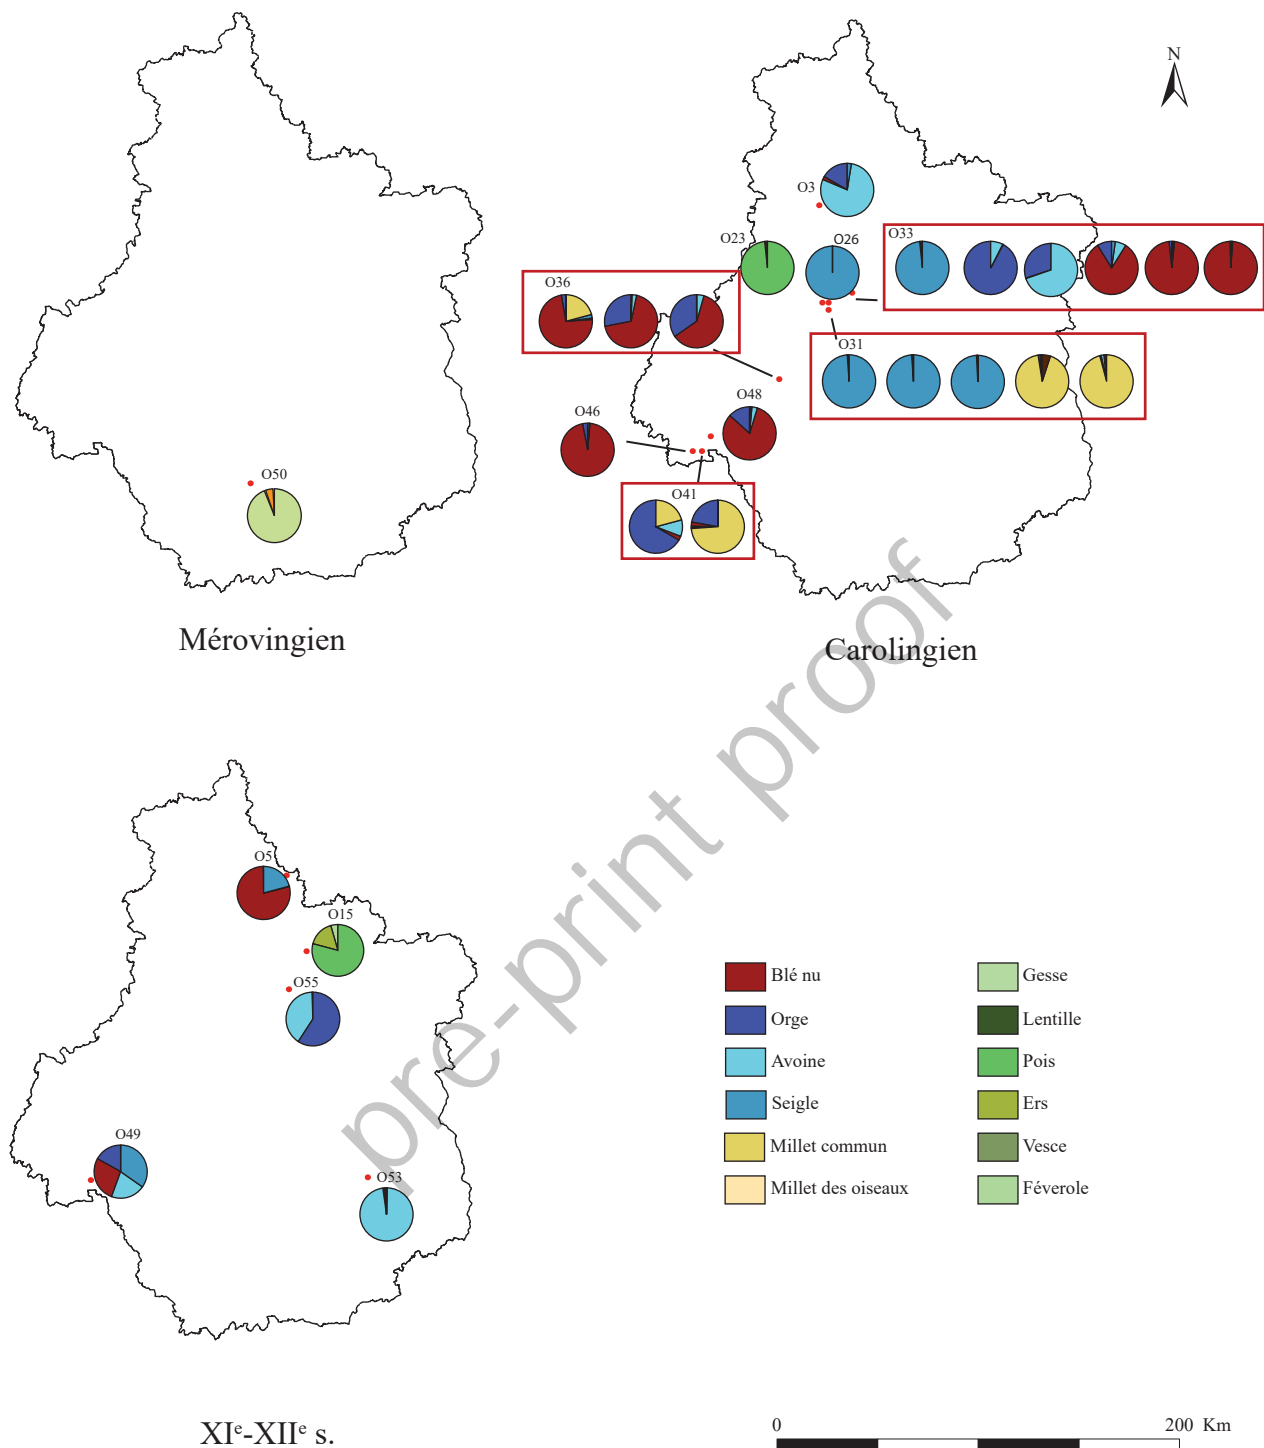 N
O3
O23
O26
O33
O36
O31
O48
O46
O41
O50
Mérovingien
Carolingien
pre-print proof
O5
O15
O55
O49
O53
Blé nu
Orge
Avoine
Seigle
Millet commun
Millet des oiseaux
Gesse
Lentille
Pois
Ers
Vesce
Féverole
XIe-XIIe s.
0 200 Km